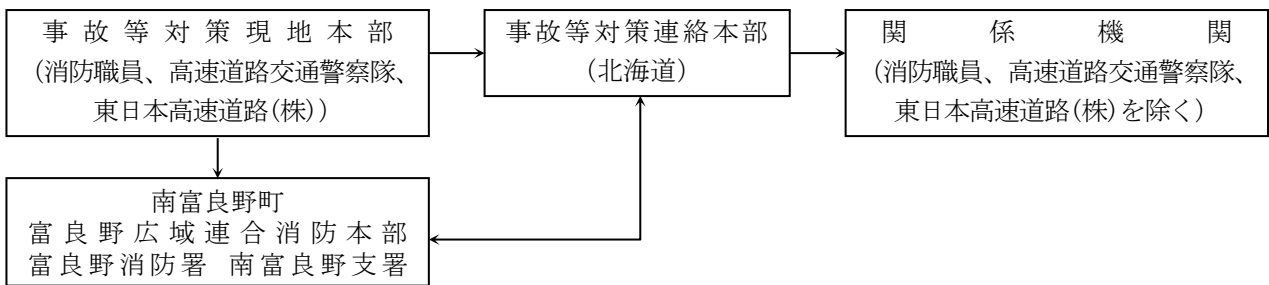 事故等対策現地本部
(消防職員、高速道路交通警察隊、
東日本高速道路(株))
事故等対策連絡本部
(北海道)
関係機関
(消防職員、高速道路交通警察隊、
東日本高速道路(株)を除く)
南富良野町
富良野広域連合消防本部
富良野消防署 南富良野支署